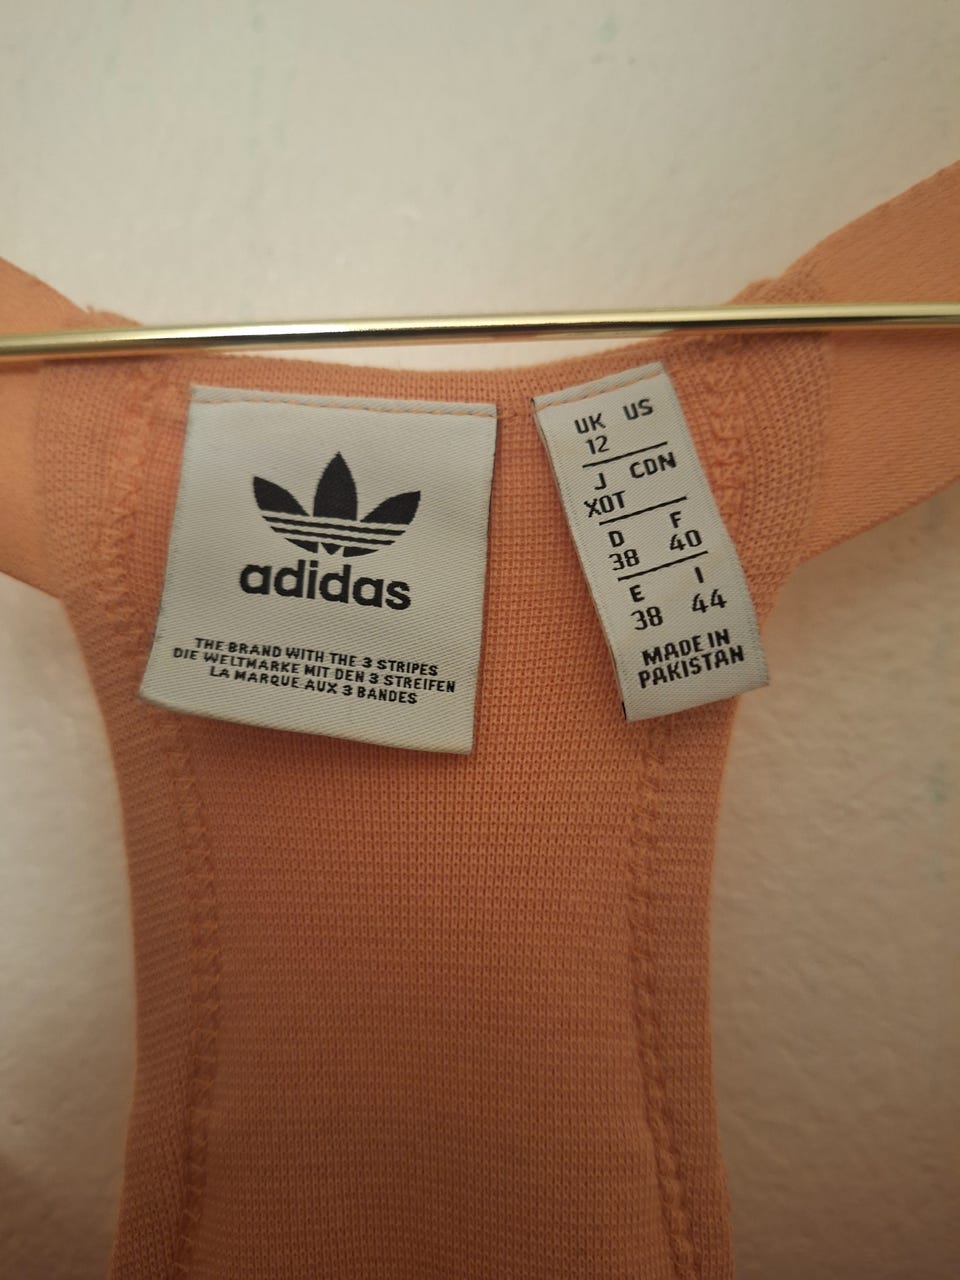 adidas
THE BRAND WITH THE 3 STRIPES
DIE WELTMARKE MIT DEN 3 STREIFEN
LA MARQUE AUX 3 BANDES
UK US
12
J CDN
XOT
D F
38 40
E I
38 44
MADE IN
PAKISTAN